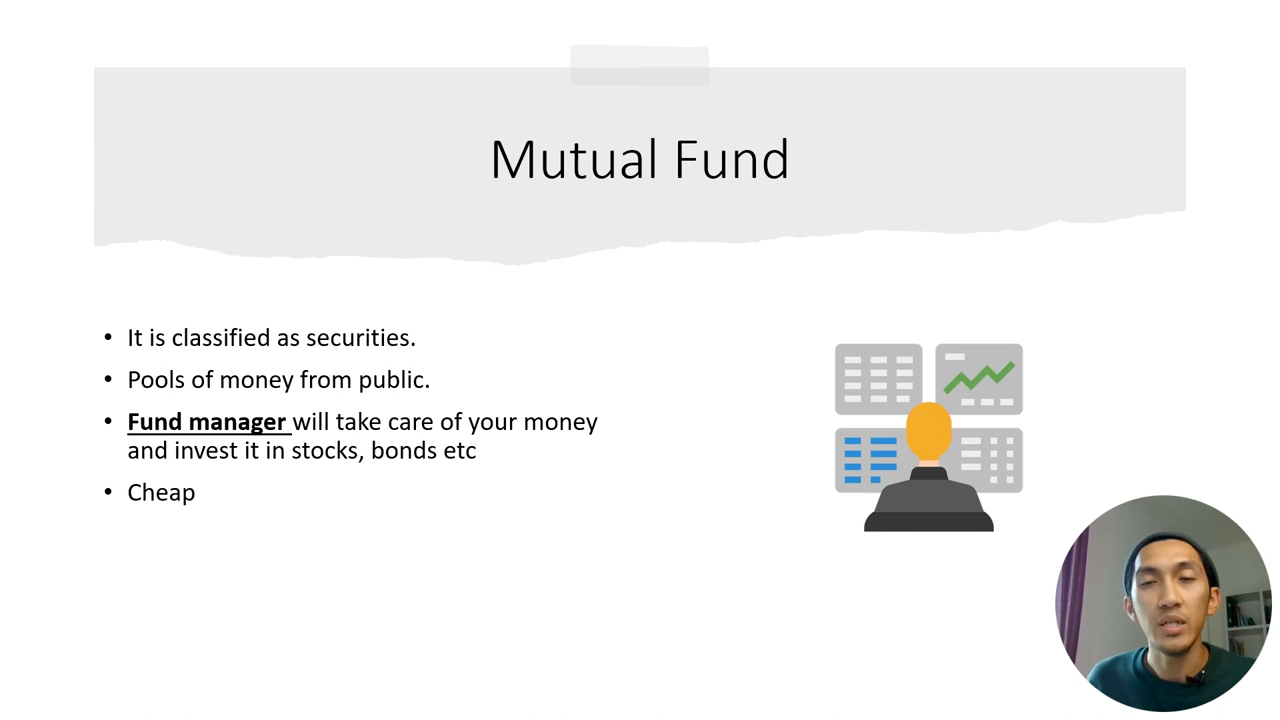 Mutual Fund
• It is classified as securities.
• Pools of money from public.
• Fund manager will take care of your money
and invest it in stocks, bonds etc
• Cheap